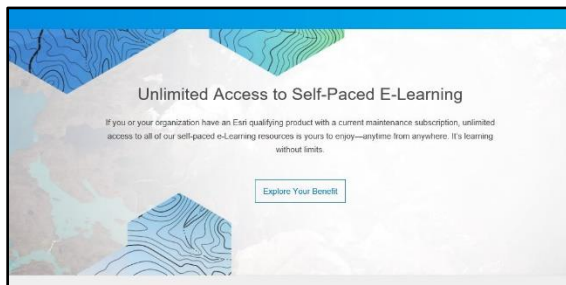 Unlimited Access to Self-Paced E-Learning
If you or your organization have an Esri qualifying product with a current maintenance subscription, unlimited
access to all of our self-paced e-Learning resources is yours to enjoy—anytime from anywhere. It's learning
without limits.
Explore Your Benefit